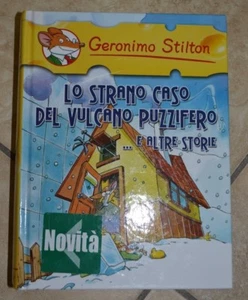 Geronimo Stilton
LO STRANO CASO
DEL VULCANO PUZZIFERO
... E ALTRE STORIE
Novità